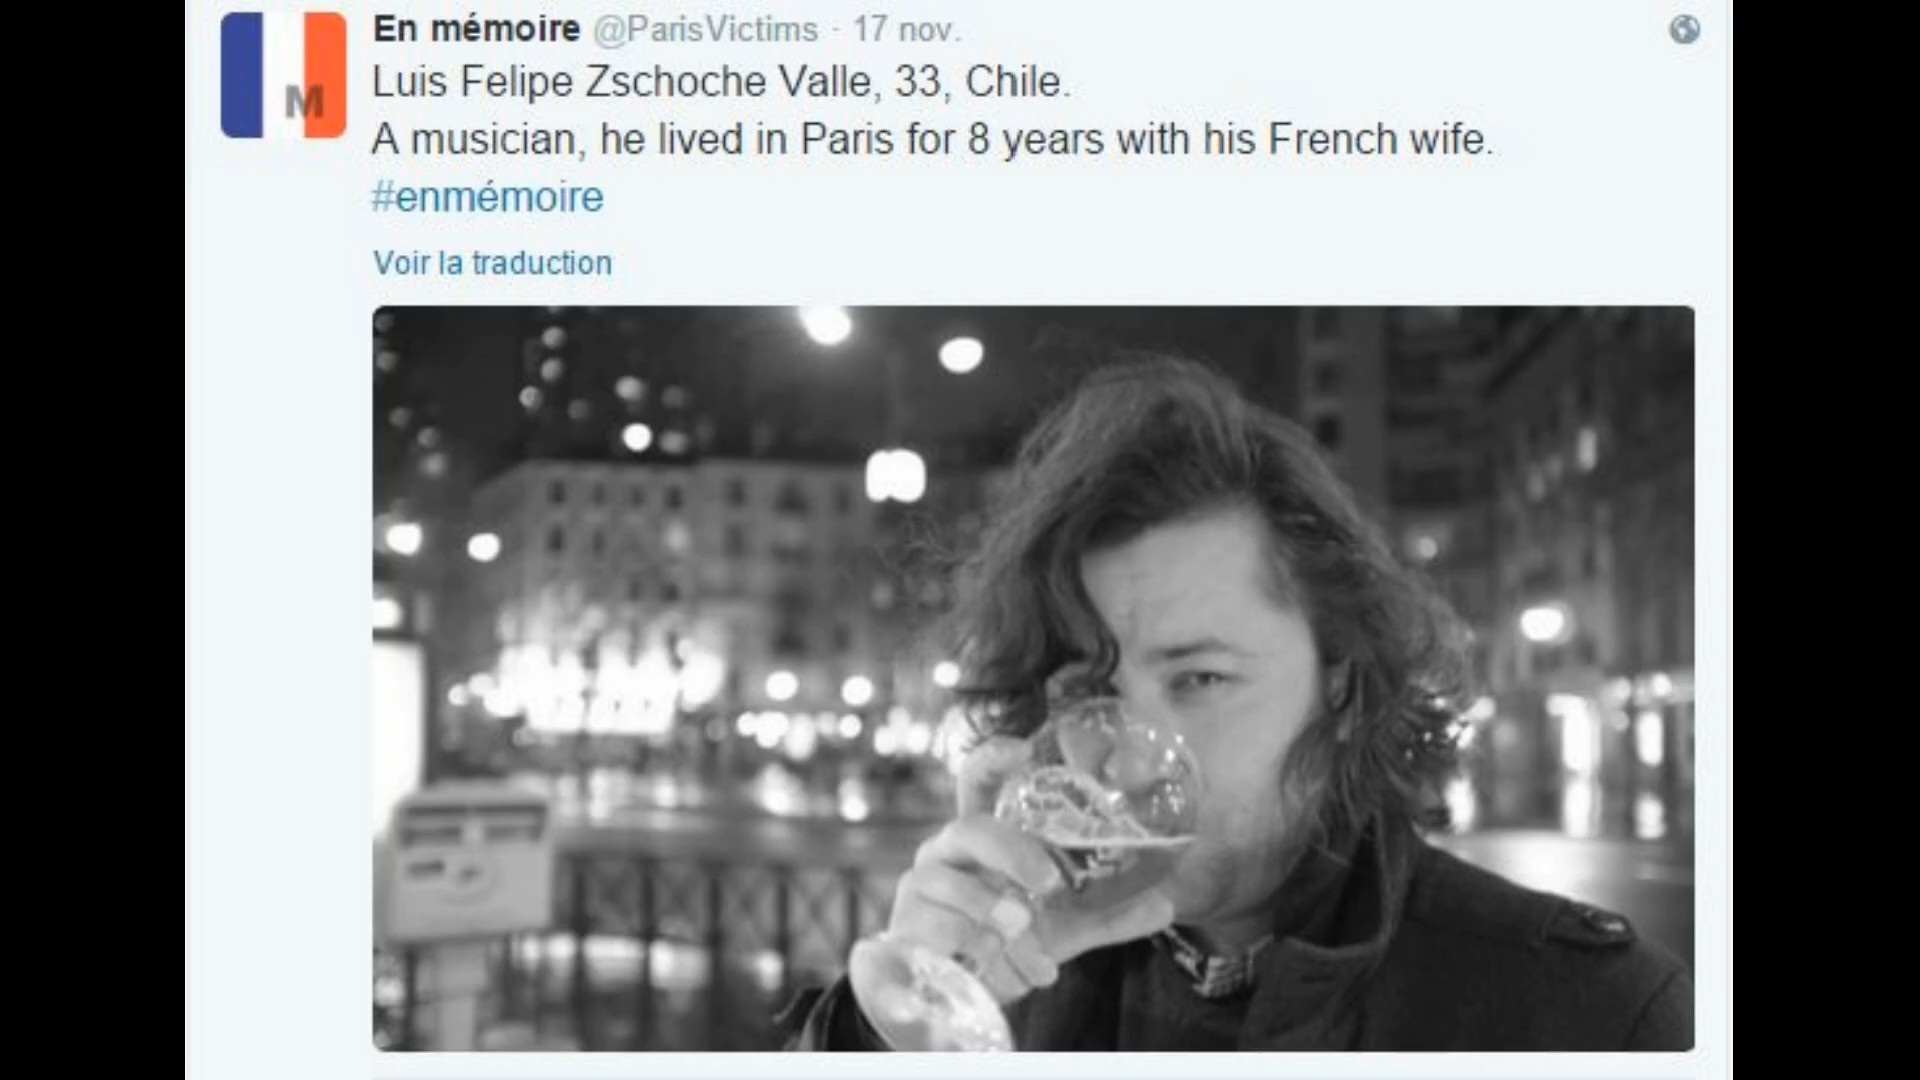 En mémoire @ParisVictims · 17 nov.
M
Luis Felipe Zschoche Valle, 33, Chile.
A musician, he lived in Paris for 8 years with his French wife.
#enmémoire
Voir la traduction